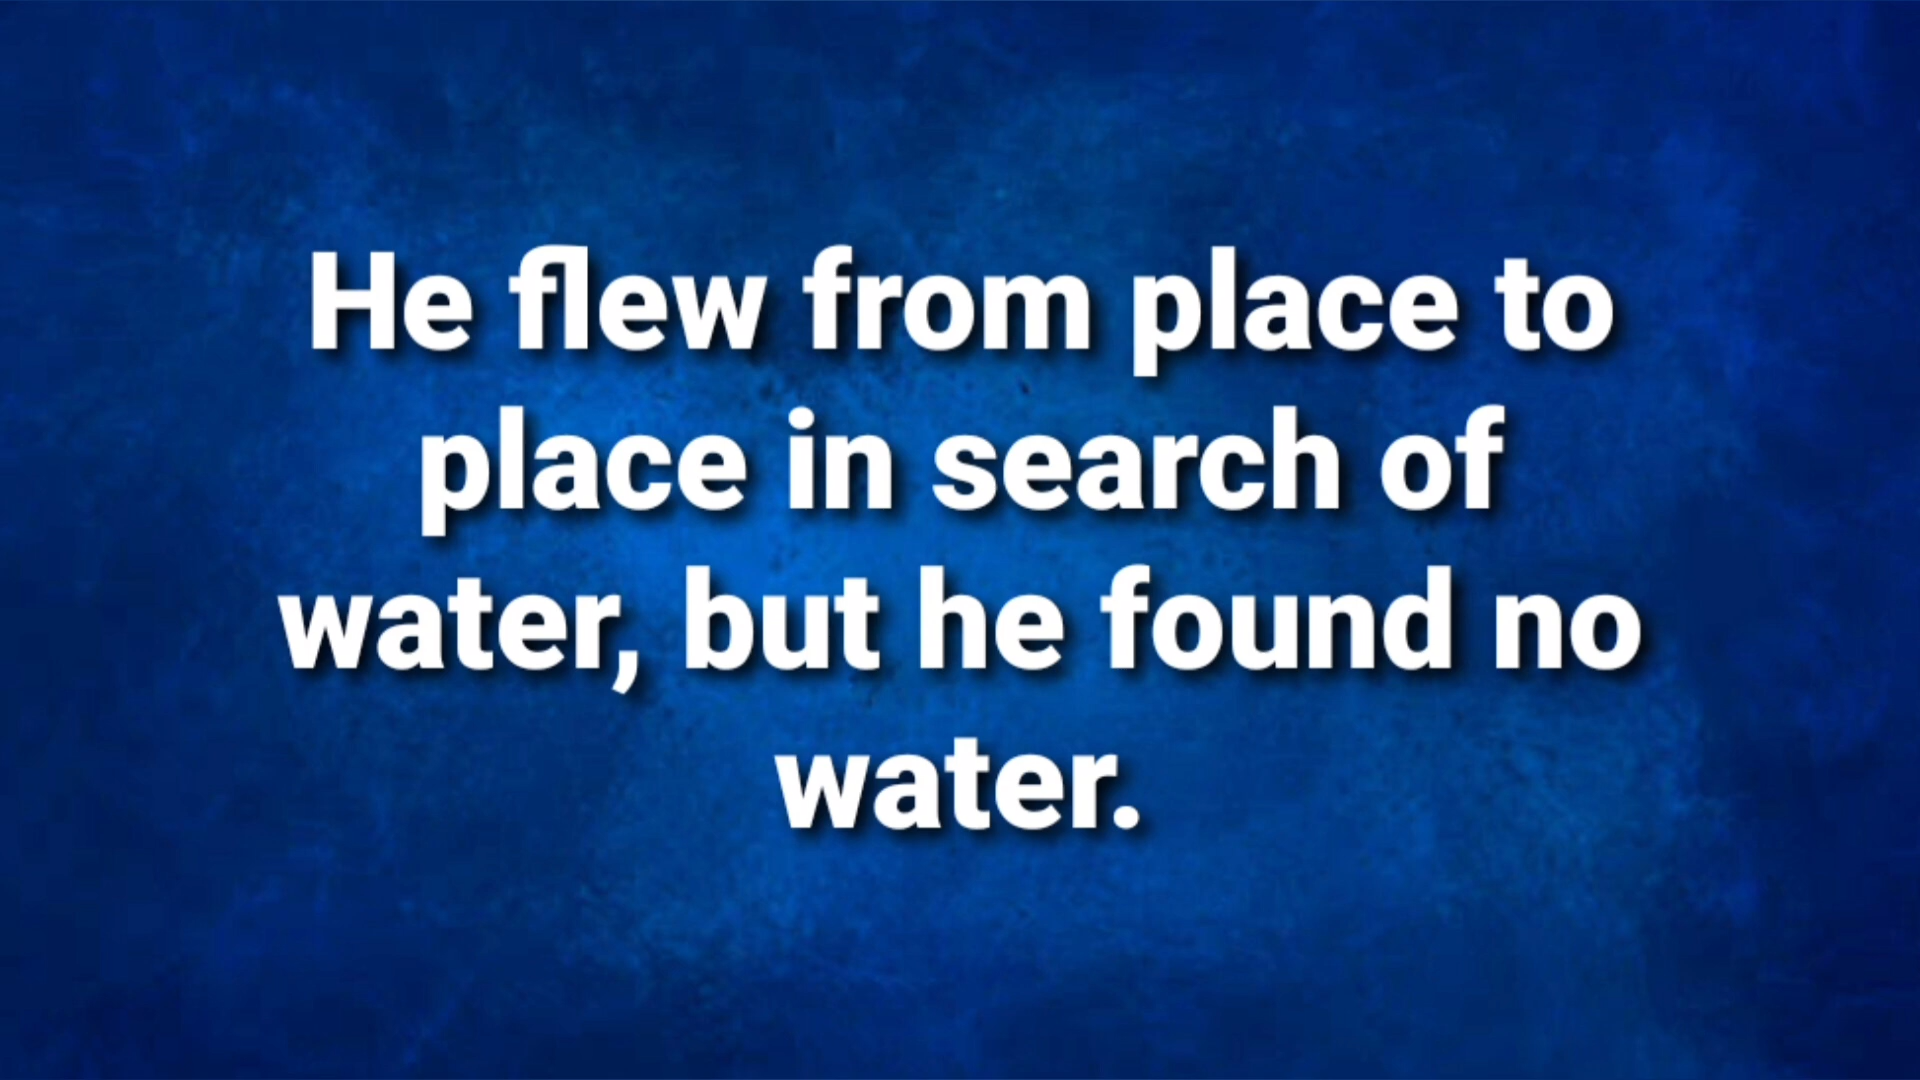 He flew from place to
place in search of
water, but he found no
water.